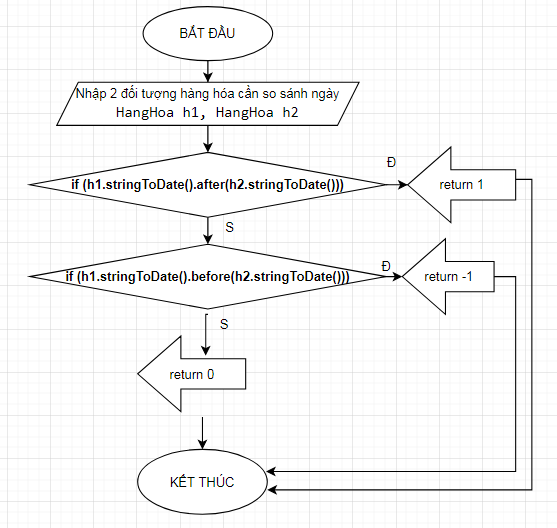 BẮT ĐẦU
Nhập 2 đối tượng hàng hóa cần so sánh ngày
HangHoa h1, HangHoa h2
if (h1.stringToDate().after(h2.stringToDate()))
Đ
return 1
S
if (h1.stringToDate().before(h2.stringToDate()))
Đ
return -1
S
return 0
KẾT THÚC